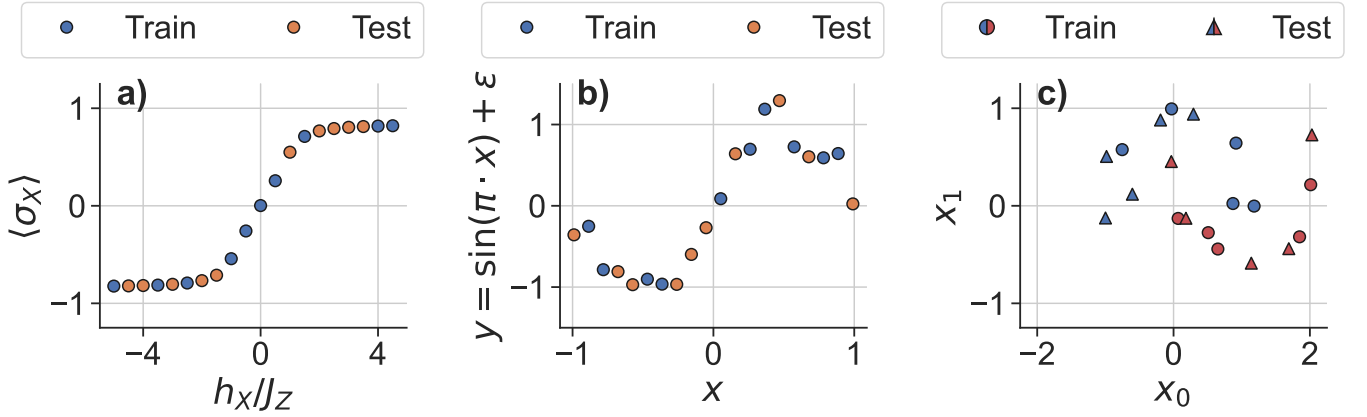 Train Test
a)
1
0
−1
⟨σ_X⟩
−4 0 4
h_X/J_Z
Train Test
b)
1
0
−1
y = sin(π · x) + ε
−1 0 1
x
Train Test
c)
1
0
−1
x_1
−2 0 2
x_0